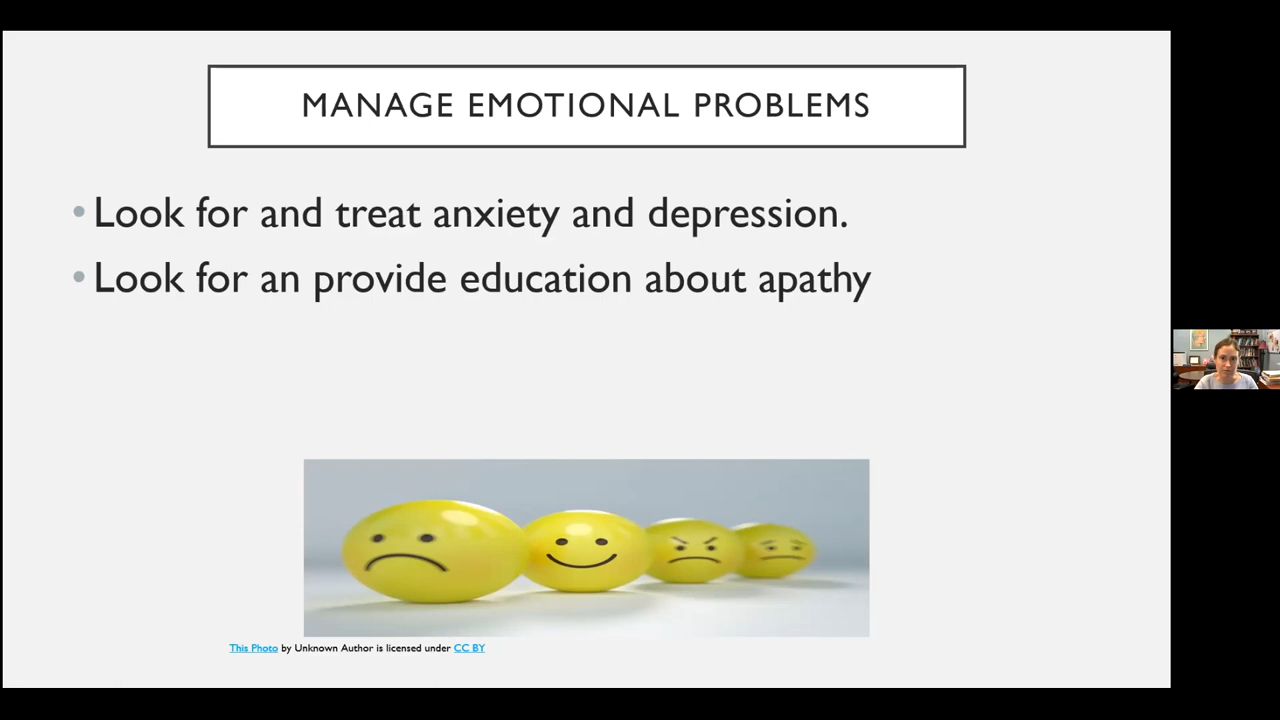 MANAGE EMOTIONAL PROBLEMS
• Look for and treat anxiety and depression.
• Look for an provide education about apathy
This Photo by Unknown Author is licensed under CC BY